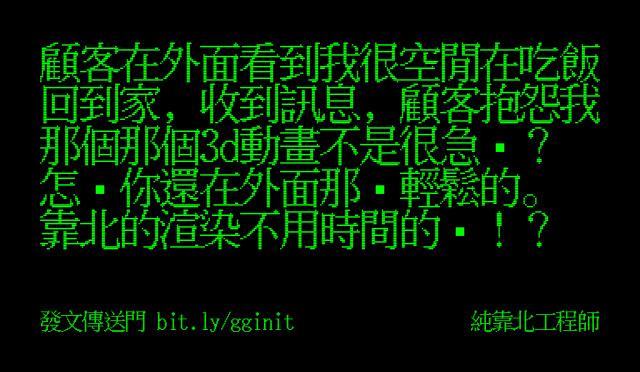 顧客在外面看到我很空閒在吃飯
回到家，收到訊息，顧客抱怨我
那個那個3d動畫不是很急▪？
怎▪你還在外面那▪輕鬆的。
靠北的渲染不用時間的▪！？
發文傳送門 bit.ly/gginit
純靠北工程師